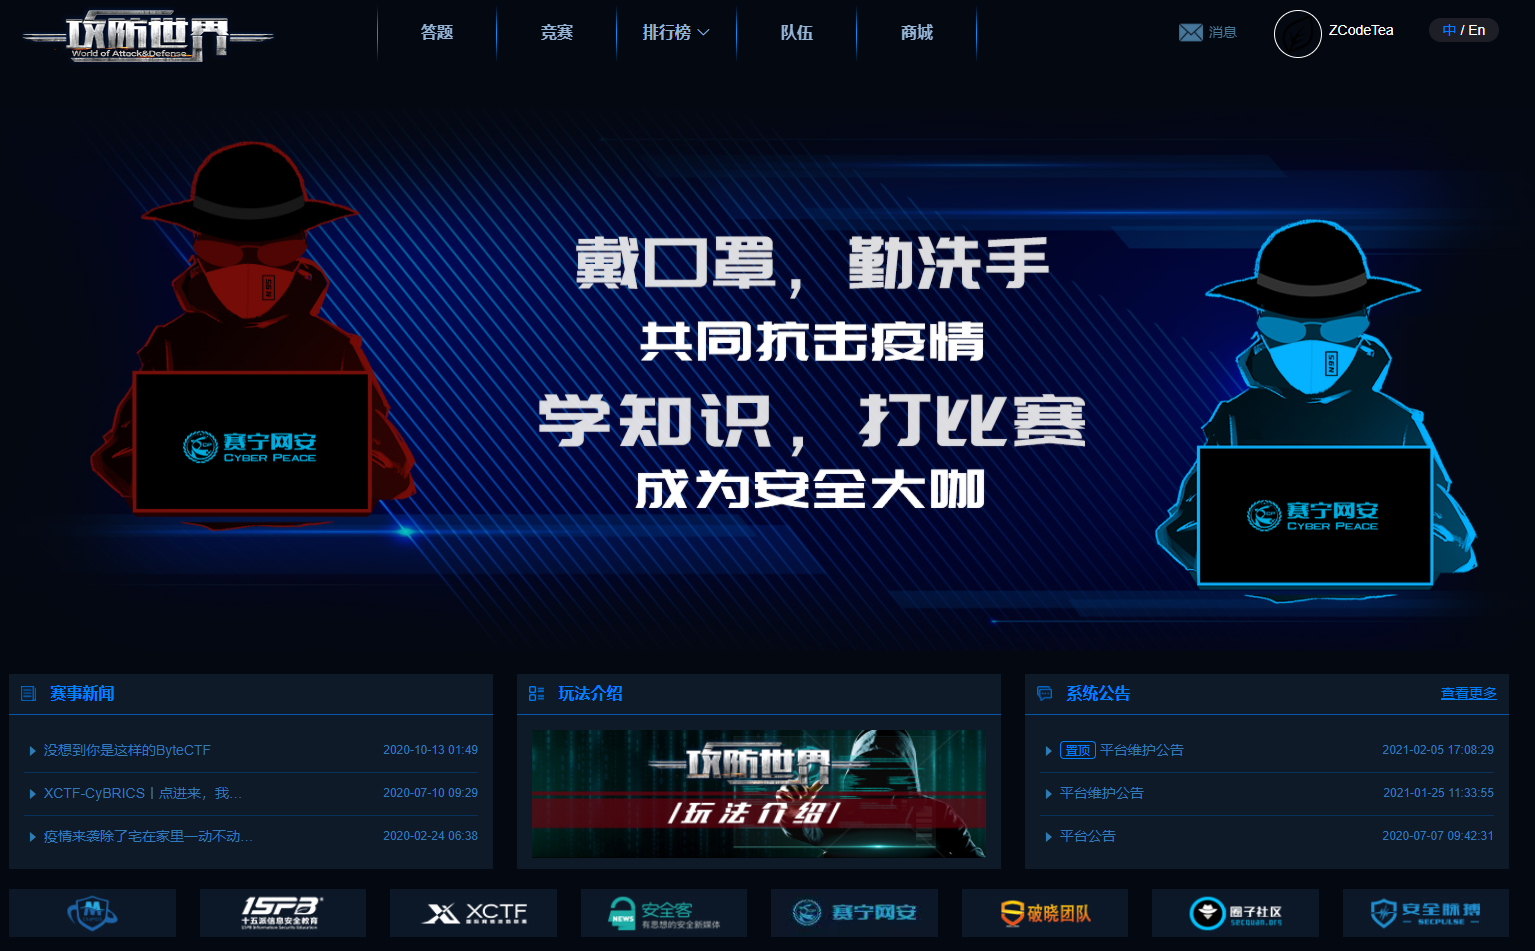 攻防世界
World of Attack&Defense
答题
竞赛
排行榜
队伍
商城
消息
ZCodeTea
中 / En
戴口罩，勤洗手
共同抗击疫情
学知识，打比赛
成为安全大咖
赛宁网安
CYBER PEACE
赛宁网安
CYBER PEACE
赛事新闻
没想到你是这样的ByteCTF 2020-10-13 01:49
XCTF-CyBRICS丨点进来，我... 2020-07-10 09:29
疫情来袭除了宅在家里一动不动... 2020-02-24 06:38
玩法介绍
攻防世界
玩法介绍
系统公告 查看更多
置顶 平台维护公告 2021-02-05 17:08:29
平台维护公告 2021-01-25 11:33:55
平台公告 2020-07-07 09:42:31
15PB
十五派信息安全教育
15PB Information Security Education
XCTF
NEWS
安全客
有思想的安全新媒体
赛宁网安
破晓团队
圈子社区
secquan.org
安全脉搏
SECPULSE